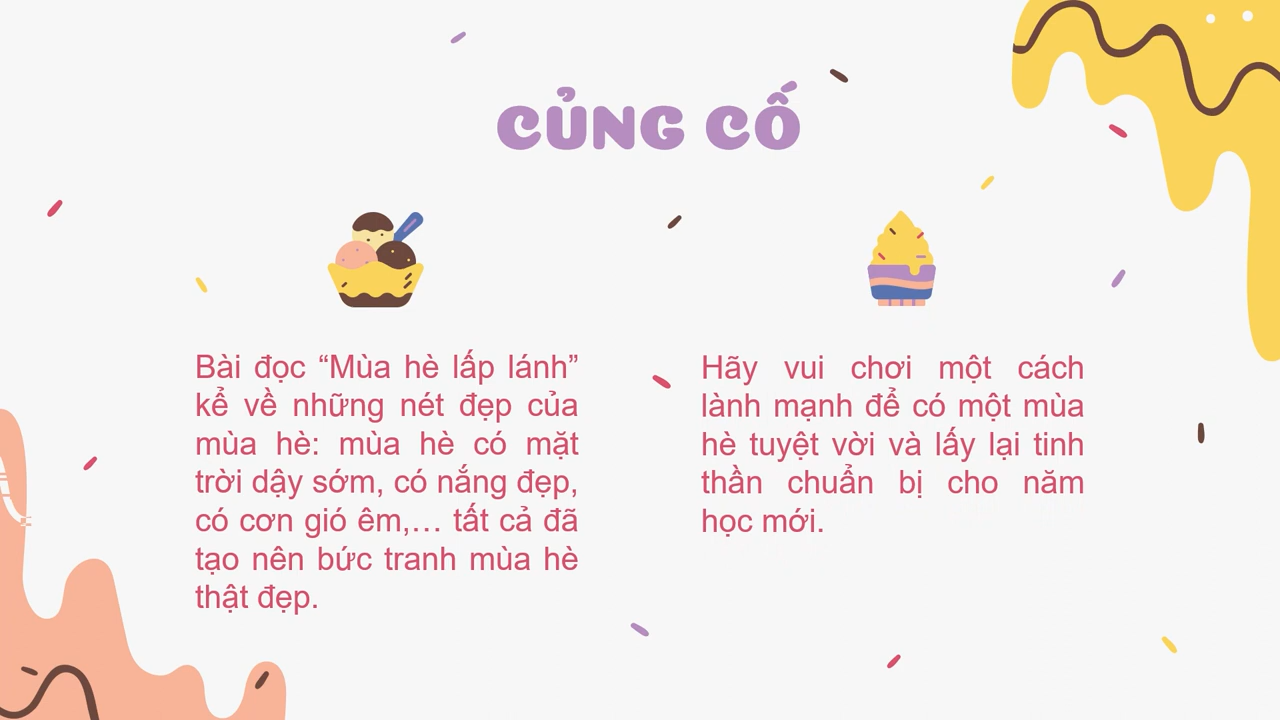 CỦNG CỐ
Bài đọc “Mùa hè lấp lánh”
kể về những nét đẹp của
mùa hè: mùa hè có mặt
trời dậy sớm, có nắng đẹp,
có cơn gió êm,… tất cả đã
tạo nên bức tranh mùa hè
thật đẹp.
Hãy vui chơi một cách
lành mạnh để có một mùa
hè tuyệt vời và lấy lại tinh
thần chuẩn bị cho năm
học mới.